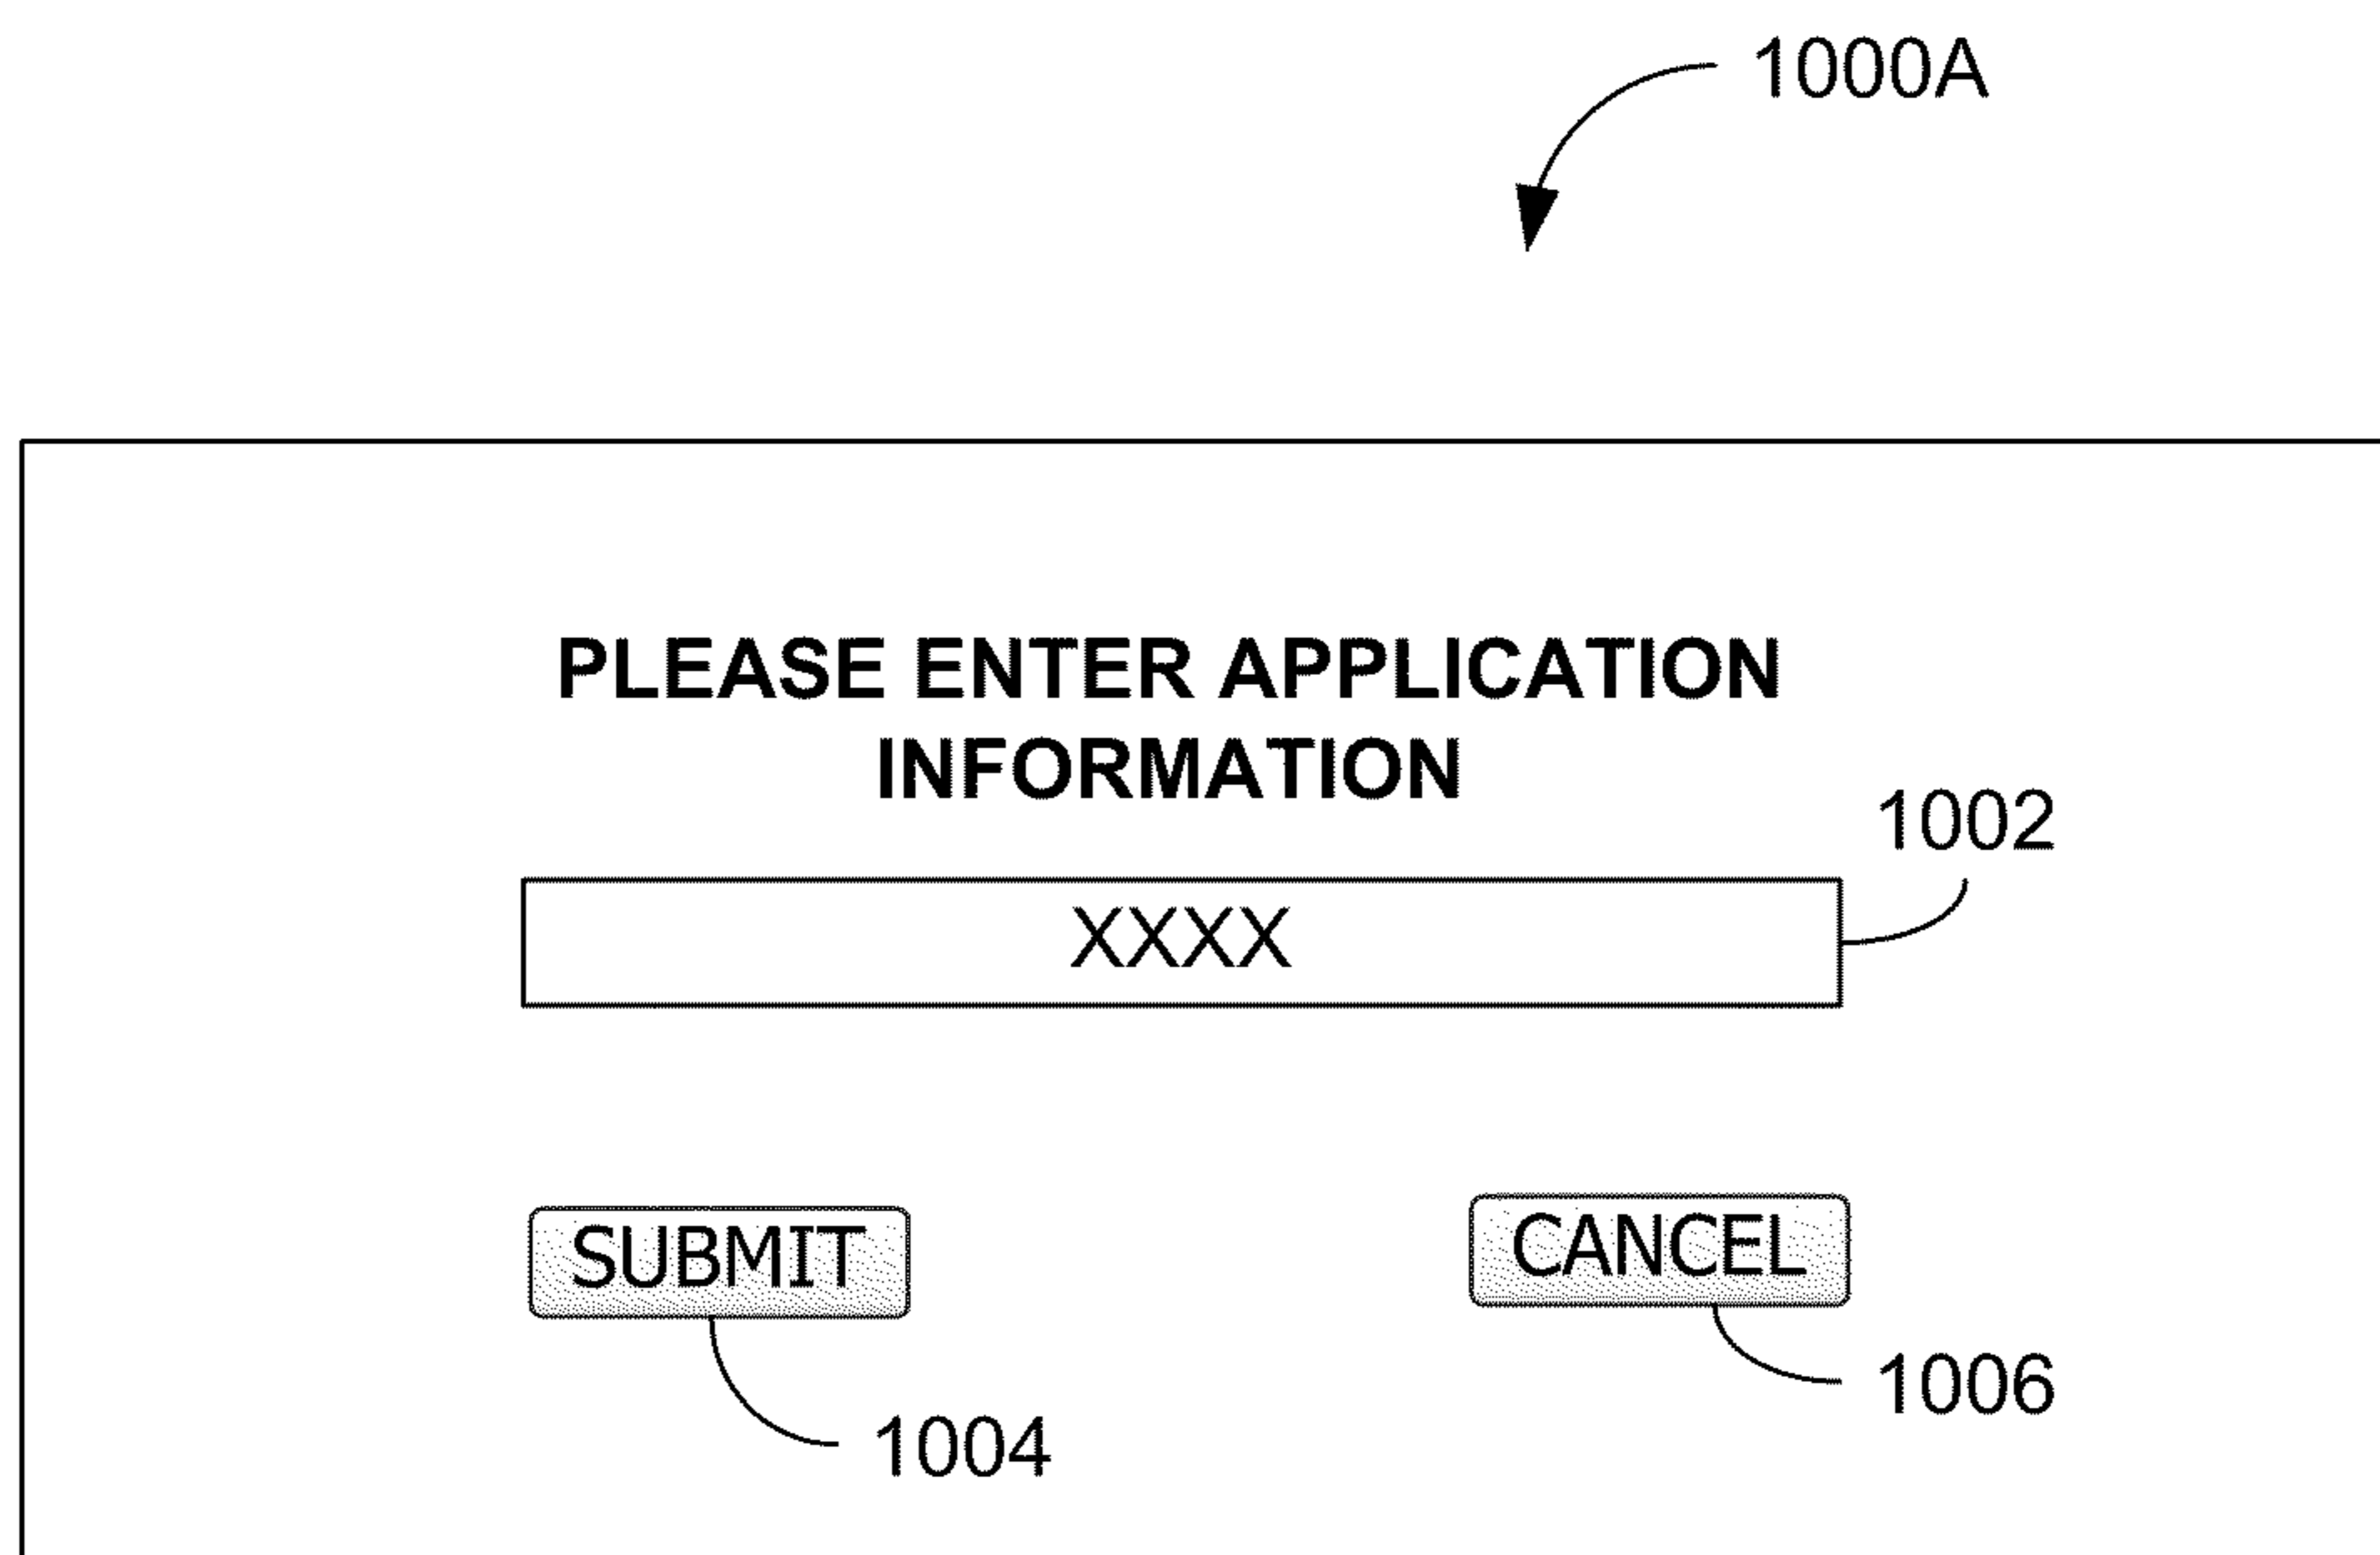 1000A
PLEASE ENTER APPLICATION
INFORMATION
1002
XXXX
SUBMIT
CANCEL
1006
1004